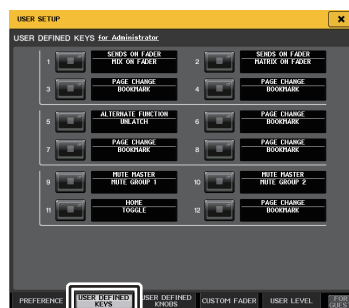 USER SETUP
USER DEFINED KEYS for Administrator
1 SENDS ON FADER
MIX ON FADER
2 SENDS ON FADER
MATRIX ON FADER
3 PAGE CHANGE
BOOKMARK
4 PAGE CHANGE
BOOKMARK
5 ALTERNATE FUNCTION
UNLATCH
6 PAGE CHANGE
BOOKMARK
7 PAGE CHANGE
BOOKMARK
8 PAGE CHANGE
BOOKMARK
9 MUTE MASTER
MUTE GROUP 1
10 MUTE MASTER
MUTE GROUP 2
11 HOME
TOGGLE
12 PAGE CHANGE
BOOKMARK
PREFERENCE
USER DEFINED
KEYS
USER DEFINED
KNOBS
CUSTOM FADER
USER LEVEL
FOR
GUEST